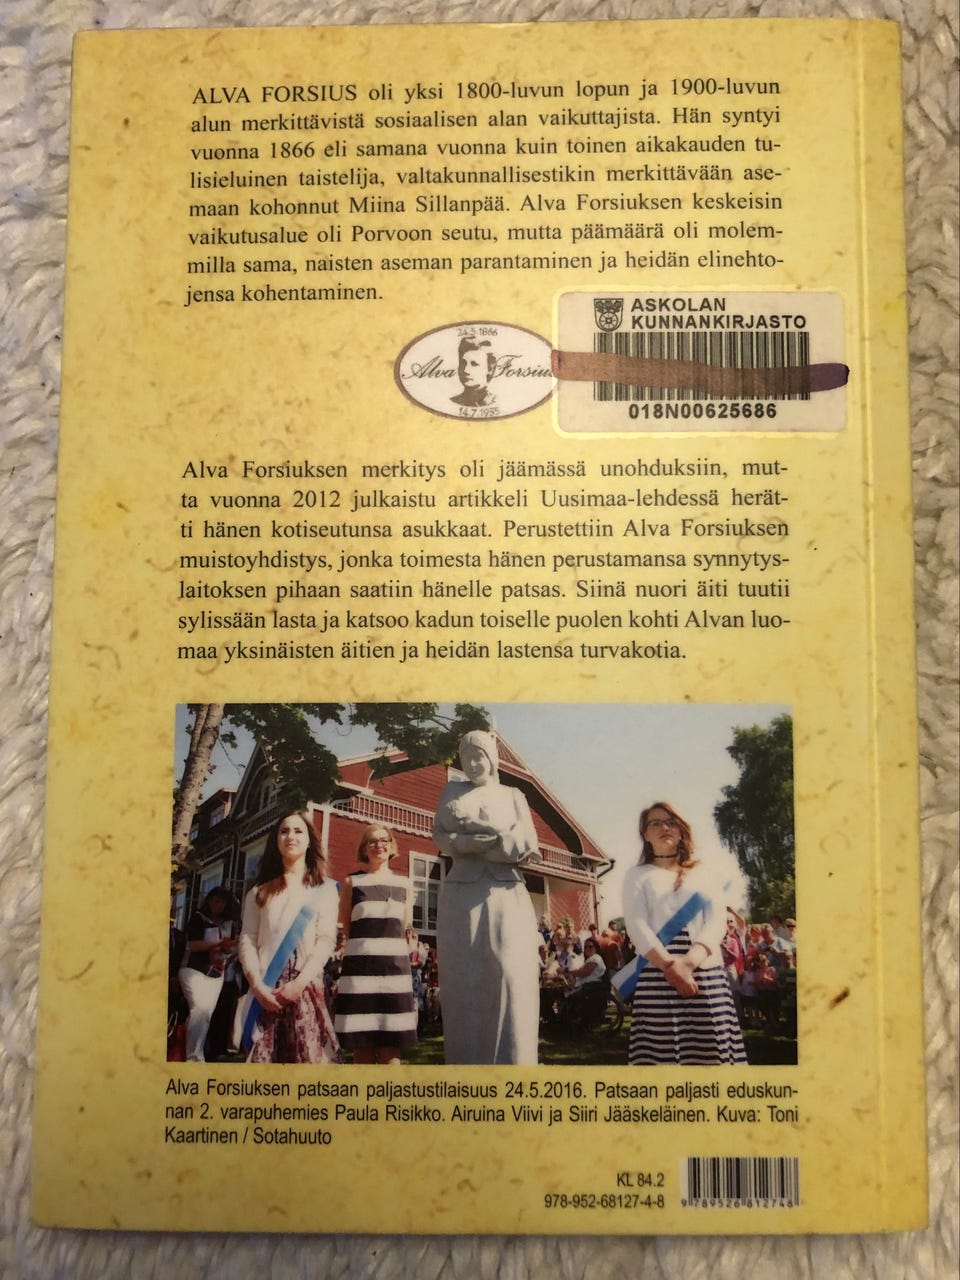 ALVA FORSIUS oli yksi 1800-luvun lopun ja 1900-luvun
alun merkittävistä sosiaalisen alan vaikuttajista. Hän syntyi
vuonna 1866 eli samana vuonna kuin toinen aikakauden tu-
lisieluinen taistelija, valtakunnallisestikin merkittävään ase-
maan kohonnut Miina Sillanpää. Alva Forsiuksen keskeisin
vaikutusalue oli Porvoon seutu, mutta päämäärä oli molem-
milla sama, naisten aseman parantaminen ja heidän elinehto-
jensa kohentaminen.
24.5.1866
Alva Forsius
14.7.1935
ASKOLAN
KUNNANKIRJASTO
018N00625686
Alva Forsiuksen merkitys oli jäämässä unohduksiin, mut-
ta vuonna 2012 julkaistu artikkeli Uusimaa-lehdessä herät-
ti hänen kotiseutunsa asukkaat. Perustettiin Alva Forsiuksen
muistoyhdistys, jonka toimesta hänen perustamansa synnytys-
laitoksen pihaan saatiin hänelle patsas. Siinä nuori äiti tuutii
sylissään lasta ja katsoo kadun toiselle puolen kohti Alvan luo-
maa yksinäisten äitien ja heidän lastensa turvakotia.
Alva Forsiuksen patsaan paljastustilaisuus 24.5.2016. Patsaan paljasti eduskun-
nan 2. varapuhemies Paula Risikko. Airuina Viivi ja Siiri Jääskeläinen. Kuva: Toni
Kaartinen / Sotahuuto
KL 84.2
978-952-68127-4-8
9 789526 812748